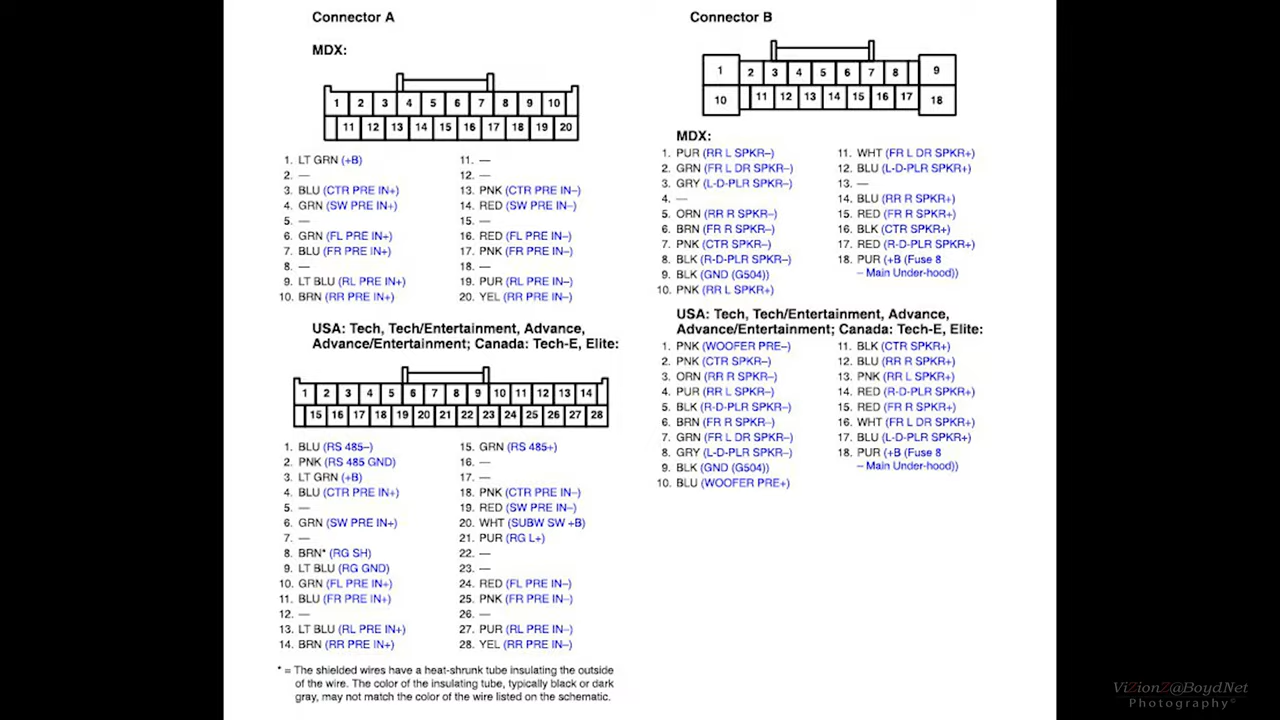 Connector A
MDX:
1 2 3 4 5 6 7 8 9 10
11 12 13 14 15 16 17 18 19 20
1. LT GRN (+B)
2. —
3. BLU (CTR PRE IN+)
4. GRN (SW PRE IN+)
5. —
6. GRN (FL PRE IN+)
7. BLU (FR PRE IN+)
8. —
9. LT BLU (RL PRE IN+)
10. BRN (RR PRE IN+)
11. —
12. —
13. PNK (CTR PRE IN–)
14. RED (SW PRE IN–)
15. —
16. RED (FL PRE IN–)
17. PNK (FR PRE IN–)
18. —
19. PUR (RL PRE IN–)
20. YEL (RR PRE IN–)
USA: Tech, Tech/Entertainment, Advance,
Advance/Entertainment; Canada: Tech-E, Elite:
1 2 3 4 5 6 7 8 9 10 11 12 13 14
15 16 17 18 19 20 21 22 23 24 25 26 27 28
1. BLU (RS 485–)
2. PNK (RS 485 GND)
3. LT GRN (+B)
4. BLU (CTR PRE IN+)
5. —
6. GRN (SW PRE IN+)
7. —
8. BRN* (RG SH)
9. LT BLU (RG GND)
10. GRN (FL PRE IN+)
11. BLU (FR PRE IN+)
12. —
13. LT BLU (RL PRE IN+)
14. BRN (RR PRE IN+)
15. GRN (RS 485+)
16. —
17. —
18. PNK (CTR PRE IN–)
19. RED (SW PRE IN–)
20. WHT (SUBW SW +B)
21. PUR (RG L+)
22. —
23. —
24. RED (FL PRE IN–)
25. PNK (FR PRE IN–)
26. —
27. PUR (RL PRE IN–)
28. YEL (RR PRE IN–)
* = The shielded wires have a heat-shrunk tube insulating the outside
of the wire. The color of the insulating tube, typically black or dark
gray, may not match the color of the wire listed on the schematic.
Connector B
1 2 3 4 5 6 7 8 9
10 11 12 13 14 15 16 17 18
MDX:
1. PUR (RR L SPKR–)
2. GRN (FR L DR SPKR–)
3. GRY (L-D-PLR SPKR–)
4. —
5. ORN (RR R SPKR–)
6. BRN (FR R SPKR–)
7. PNK (CTR SPKR–)
8. BLK (R-D-PLR SPKR–)
9. BLK (GND (G504))
10. PNK (RR L SPKR+)
11. WHT (FR L DR SPKR+)
12. BLU (L-D-PLR SPKR+)
13. —
14. BLU (RR R SPKR+)
15. RED (FR R SPKR+)
16. BLK (CTR SPKR+)
17. RED (R-D-PLR SPKR+)
18. PUR (+B (Fuse 8
– Main Under-hood))
USA: Tech, Tech/Entertainment, Advance,
Advance/Entertainment; Canada: Tech-E, Elite:
1. PNK (WOOFER PRE–)
2. PNK (CTR SPKR–)
3. ORN (RR R SPKR–)
4. PUR (RR L SPKR–)
5. BLK (R-D-PLR SPKR–)
6. BRN (FR R SPKR–)
7. GRN (FR L DR SPKR–)
8. GRY (L-D-PLR SPKR–)
9. BLK (GND (G504))
10. BLU (WOOFER PRE+)
11. BLK (CTR SPKR+)
12. BLU (RR R SPKR+)
13. PNK (RR L SPKR+)
14. RED (R-D-PLR SPKR+)
15. RED (FR R SPKR+)
16. WHT (FR L DR SPKR+)
17. BLU (L-D-PLR SPKR+)
18. PUR (+B (Fuse 8
– Main Under-hood))
ViZionZ@BoydNet
Photography®